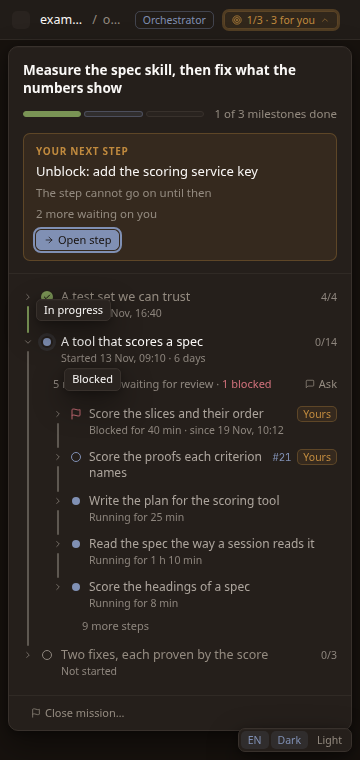 exam... / o... Orchestrator 1/3 · 3 for you
Measure the spec skill, then fix what the
numbers show
1 of 3 milestones done
YOUR NEXT STEP
Unblock: add the scoring service key
The step cannot go on until then
2 more waiting on you
Open step
A test set we can trust 4/4
In progress
Nov, 16:40
A tool that scores a spec 0/14
Started 13 Nov, 09:10 · 6 days
Blocked
5 waiting for review · 1 blocked Ask
Score the slices and their order Yours
Blocked for 40 min · since 19 Nov, 10:12
Score the proofs each criterion #21 Yours
names
Write the plan for the scoring tool
Running for 25 min
Read the spec the way a session reads it
Running for 1 h 10 min
Score the headings of a spec
Running for 8 min
9 more steps
Two fixes, each proven by the score 0/3
Not started
Close mission...
EN Dark Light